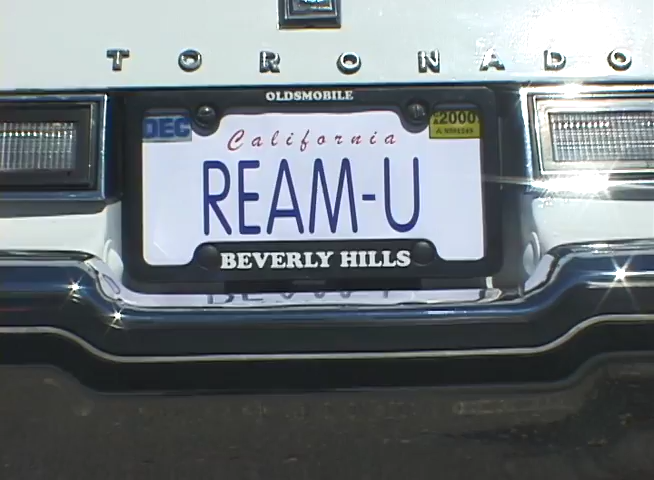 TORONADO
OLDSMOBILE
DEC
2000
California
REAM-U
BEVERLY HILLS